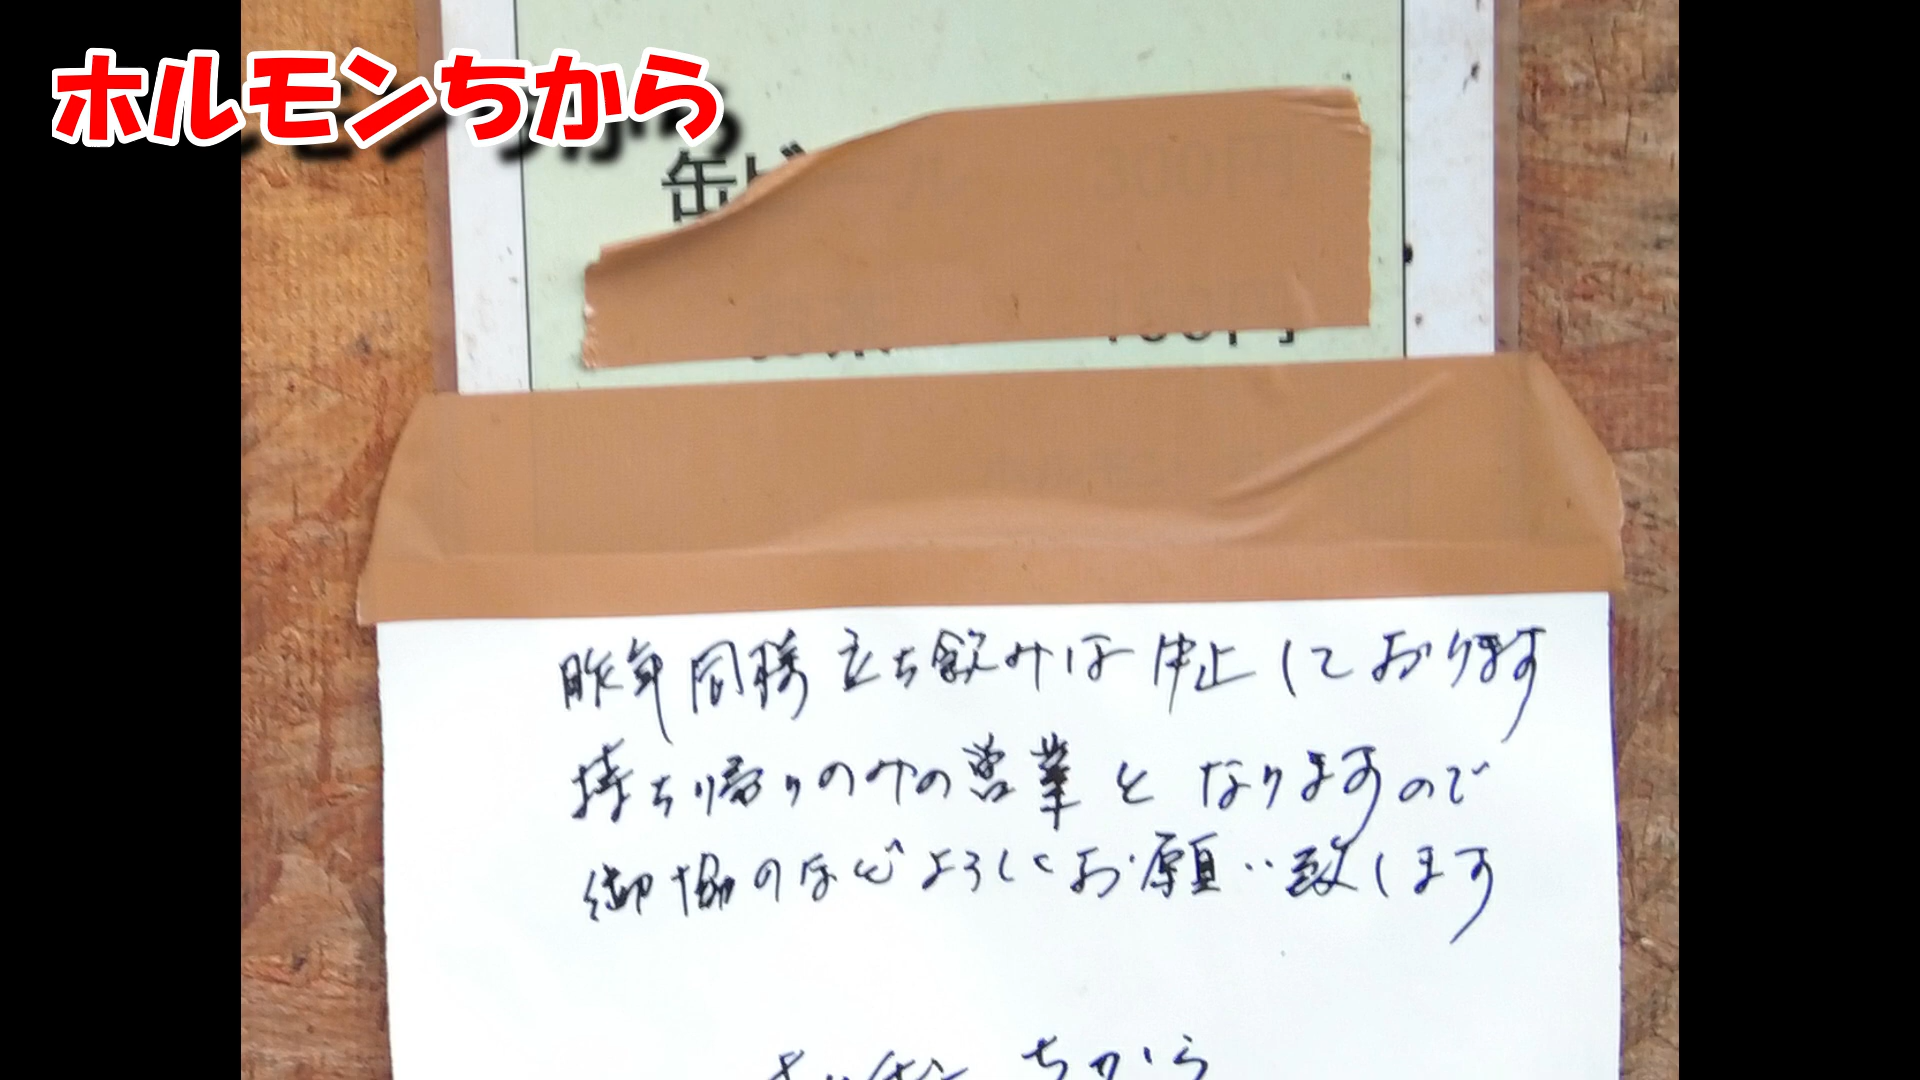 ホルモンちから
缶ビ
昨年同様立ち飲みは中止しております
持ち帰りのみの営業となりますので
御協のほどよろしくお願い致します
ちから